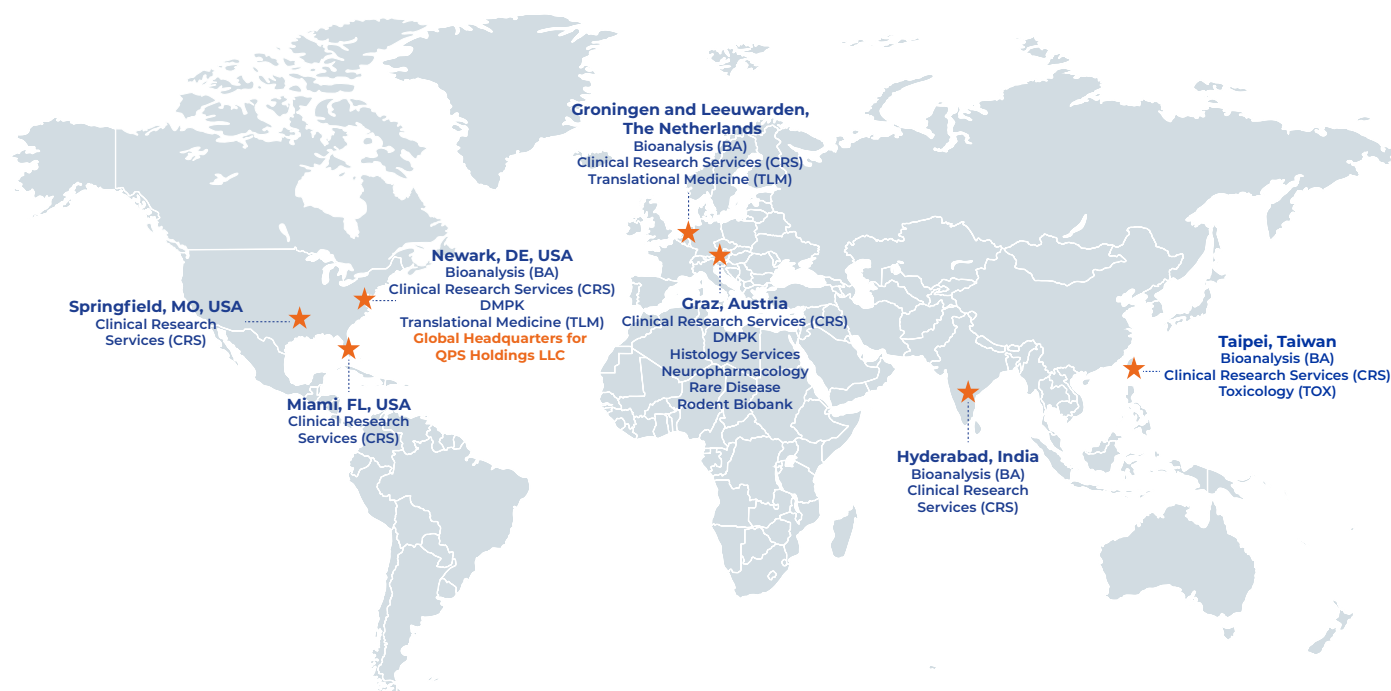 Groningen and Leeuwarden,
The Netherlands
Bioanalysis (BA)
Clinical Research Services (CRS)
Translational Medicine (TLM)
Newark, DE, USA
Bioanalysis (BA)
Clinical Research Services (CRS)
DMPK
Translational Medicine (TLM)
Global Headquarters for
QPS Holdings LLC
Springfield, MO, USA
Clinical Research
Services (CRS)
Miami, FL, USA
Clinical Research
Services (CRS)
Graz, Austria
Clinical Research Services (CRS)
DMPK
Histology Services
Neuropharmacology
Rare Disease
Rodent Biobank
Taipei, Taiwan
Bioanalysis (BA)
Clinical Research Services (CRS)
Toxicology (TOX)
Hyderabad, India
Bioanalysis (BA)
Clinical Research
Services (CRS)